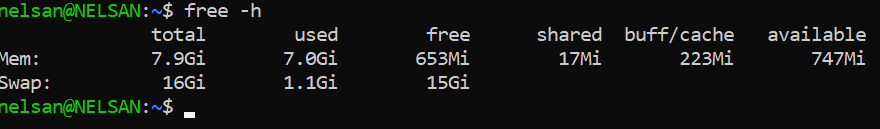 nelsan@NELSAN:~$ free -h
total used free shared buff/cache available
Mem: 7.9Gi 7.0Gi 653Mi 17Mi 223Mi 747Mi
Swap: 16Gi 1.1Gi 15Gi
nelsan@NELSAN:~$